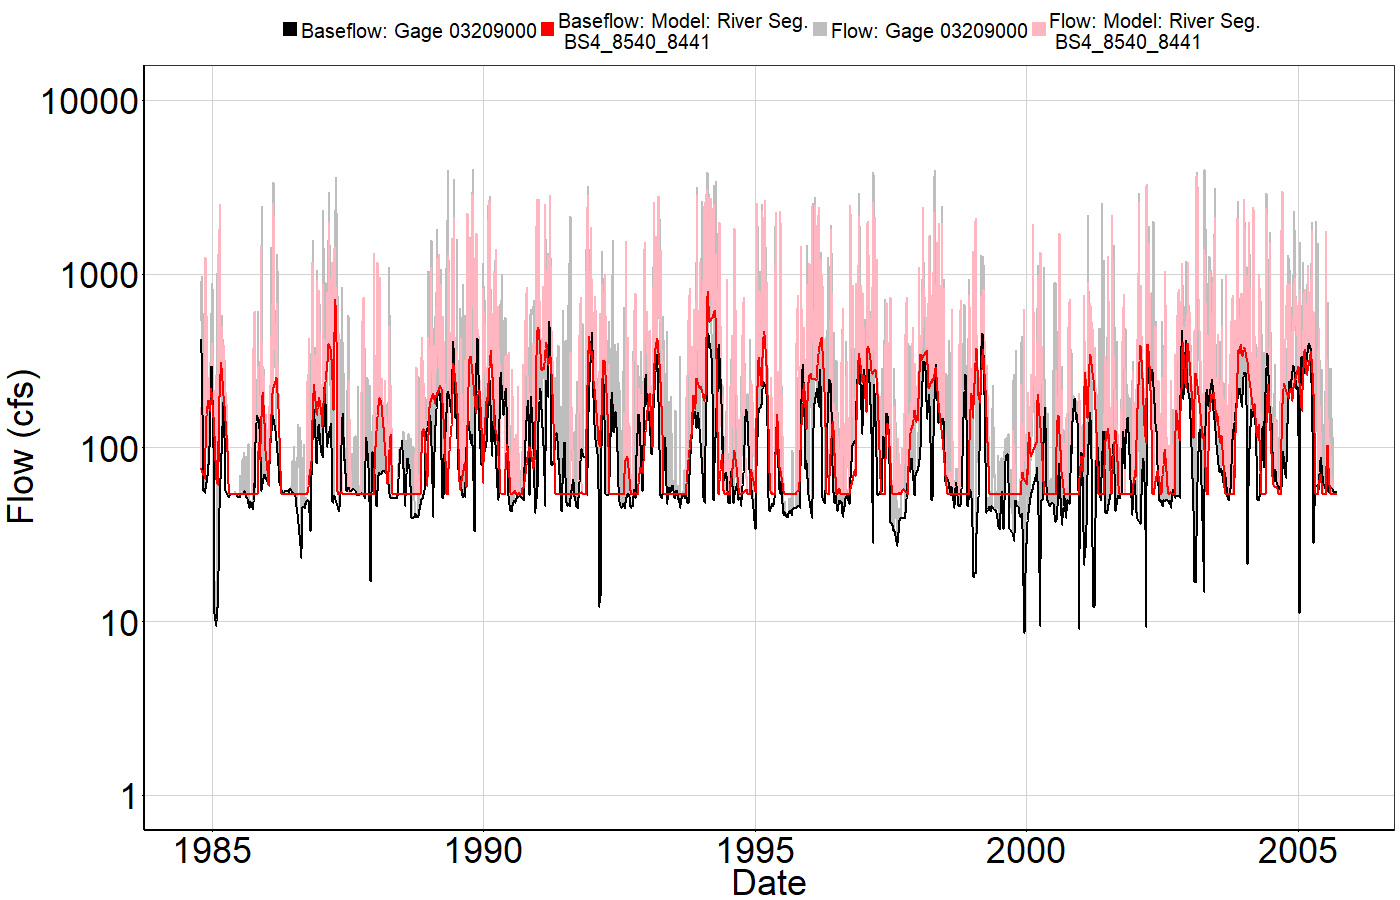 Baseflow: Gage 03209000
Baseflow: Model: River Seg.
BS4_8540_8441
Flow: Gage 03209000
Flow: Model: River Seg.
BS4_8540_8441
Flow (cfs)
10000
1000
100
10
1
1985 1990 1995 2000 2005
Date